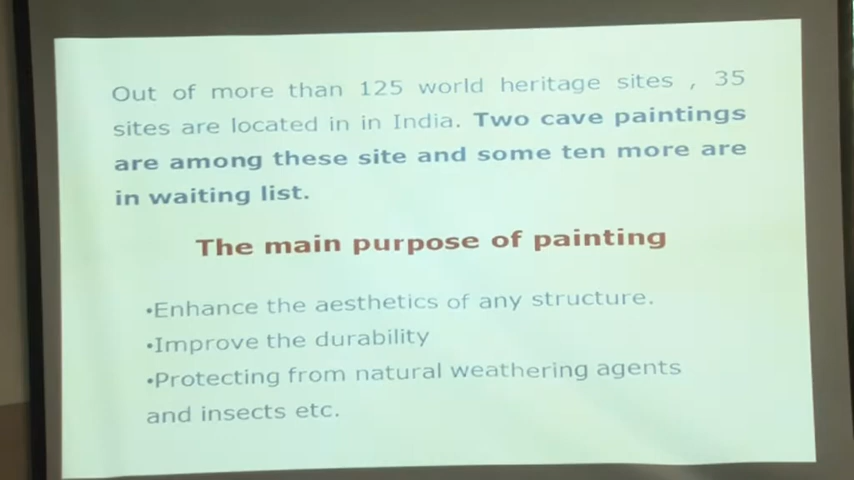 Out of more than 125 world heritage sites , 35
sites are located in in India. Two cave paintings
are among these site and some ten more are
in waiting list.
The main purpose of painting
•Enhance the aesthetics of any structure.
•Improve the durability
•Protecting from natural weathering agents
and insects etc.